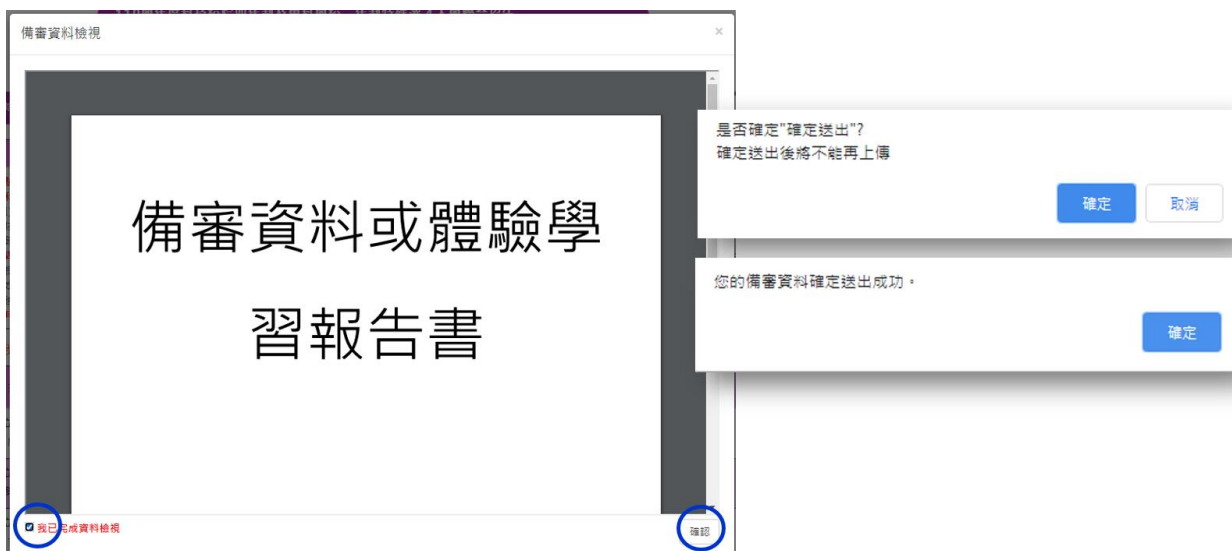 備審資料檢視
×
備審資料或體驗學
習報告書
我已完成資料檢視
確認
是否確定"確定送出"?
確定送出後將不能再上傳
確定
取消
您的備審資料確定送出成功。
確定